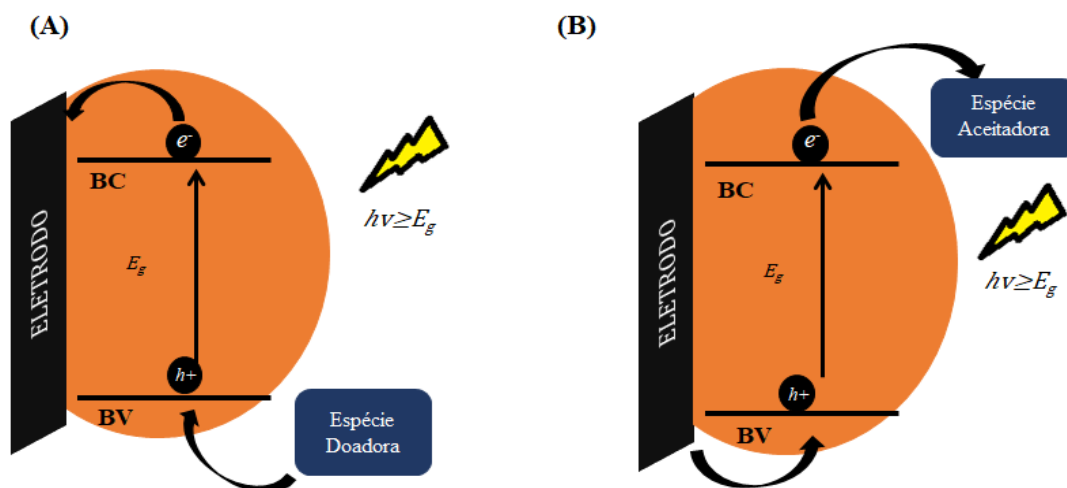 (A)
e-
BC
hv≥Eg
ELETRODO
Eg
h+
BV
Espécie
Doadora
(B)
Espécie
Aceitadora
e-
BC
hv≥Eg
ELETRODO
Eg
h+
BV